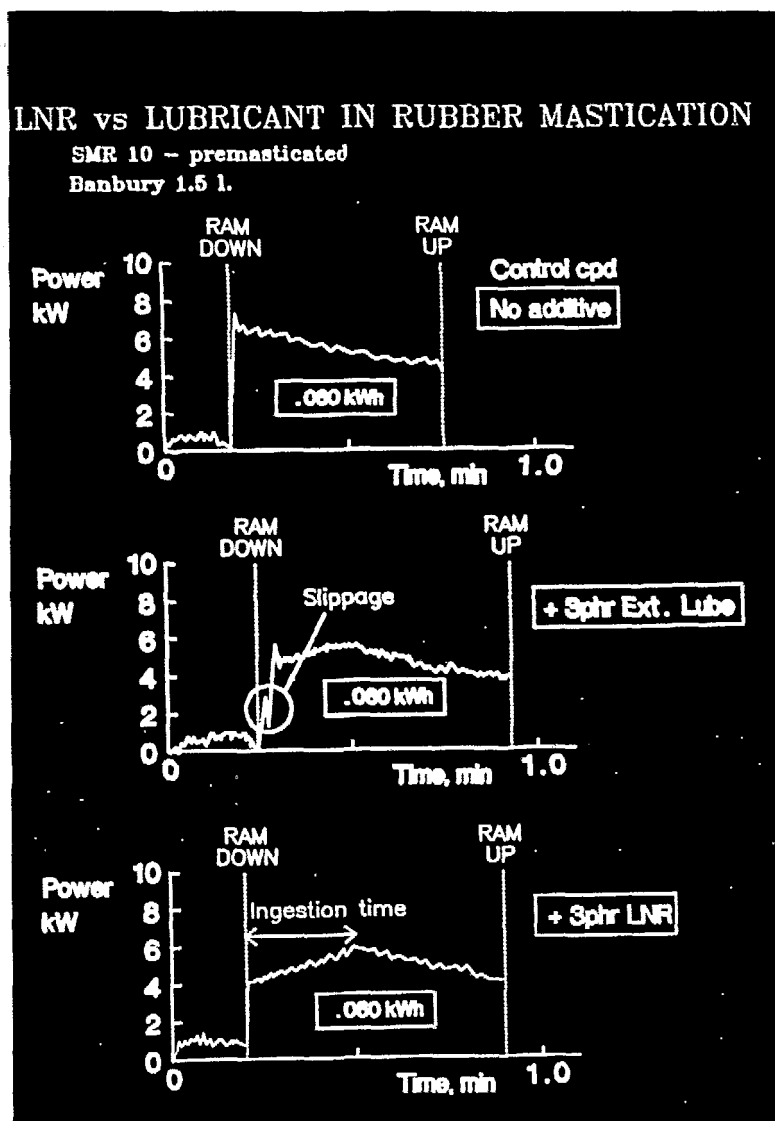 LNR vs LUBRICANT IN RUBBER MASTICATION
SMR 10 - premasticated
Banbury 1.5 l.
RAM DOWN
RAM UP
Power kW
10
8
6
4
2
0
Control cpd
No additive
.060 kWh
0
Time, min
1.0
RAM DOWN
RAM UP
Power kW
10
8
6
4
2
0
Slippage
+ 3phr Ext. Lube
.060 kWh
0
Time, min
1.0
RAM DOWN
RAM UP
Power kW
10
8
6
4
2
0
Ingestion time
+ 3phr LNR
.060 kWh
0
Time, min
1.0